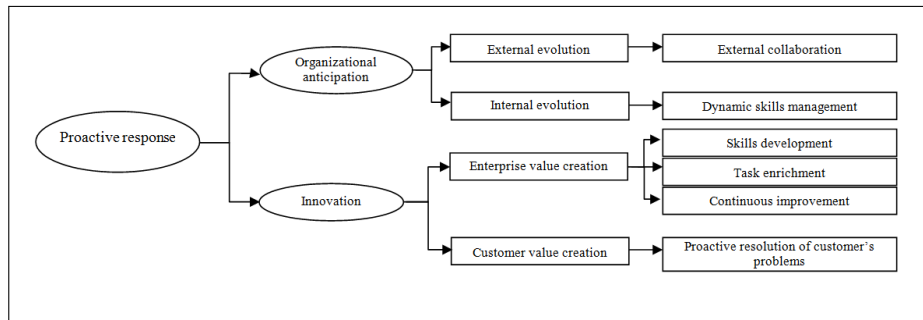 Proactive response
Organizational
anticipation
External evolution
External collaboration
Internal evolution
Dynamic skills management
Innovation
Enterprise value creation
Skills development
Task enrichment
Continuous improvement
Customer value creation
Proactive resolution of customer’s
problems